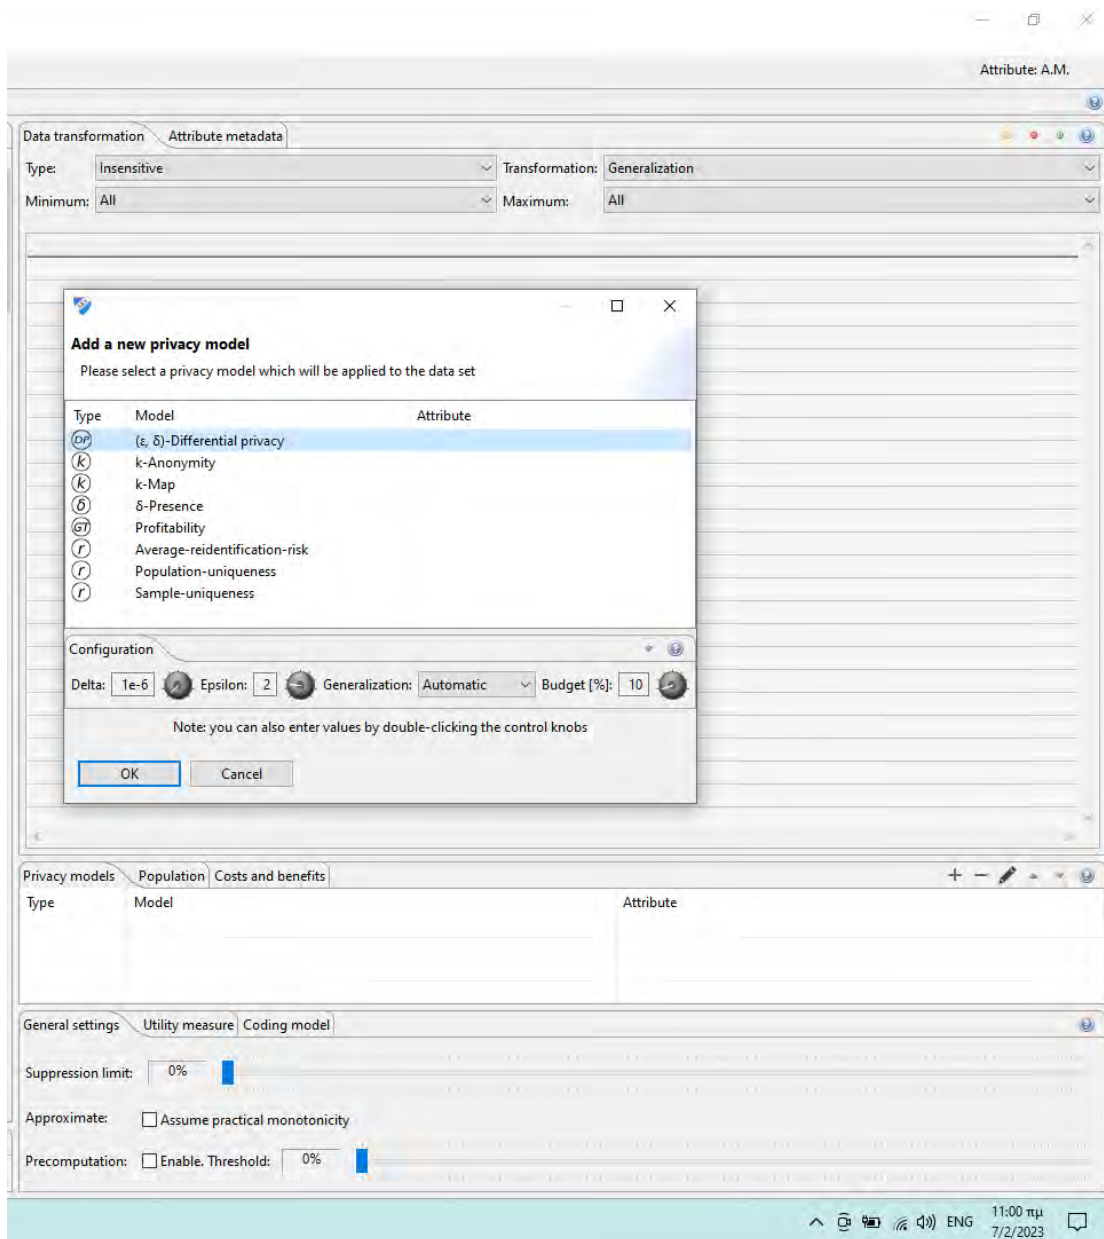 Attribute: A.M.
Data transformation Attribute metadata
Type: Insensitive Transformation: Generalization
Minimum: All Maximum: All
Add a new privacy model
Please select a privacy model which will be applied to the data set
Type Model Attribute
DP (ε, δ)-Differential privacy
k k-Anonymity
k k-Map
δ δ-Presence
GT Profitability
r Average-reidentification-risk
r Population-uniqueness
r Sample-uniqueness
Configuration
Delta: 1e-6 Epsilon: 2 Generalization: Automatic Budget [%]: 10
Note: you can also enter values by double-clicking the control knobs
OK Cancel
Privacy models Population Costs and benefits
Type Model Attribute
General settings Utility measure Coding model
Suppression limit: 0%
Approximate: Assume practical monotonicity
Precomputation: Enable. Threshold: 0%
ENG 11:00 πμ
7/2/2023